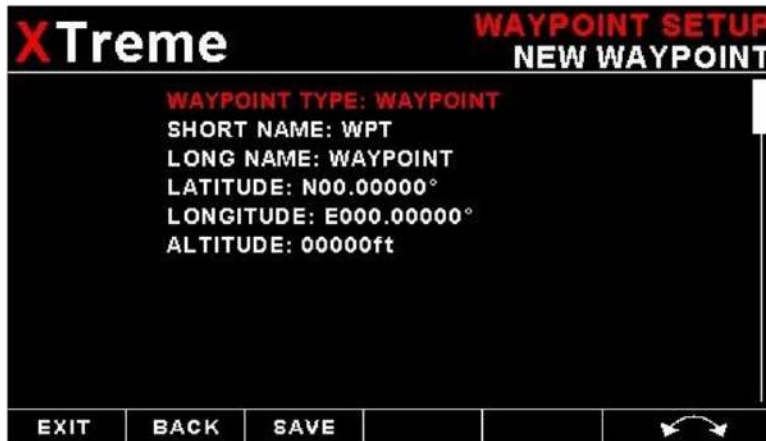 XTreme
WAYPOINT SETUP
NEW WAYPOINT
WAYPOINT TYPE: WAYPOINT
SHORT NAME: WPT
LONG NAME: WAYPOINT
LATITUDE: N00.00000°
LONGITUDE: E000.00000°
ALTITUDE: 00000ft
EXIT BACK SAVE